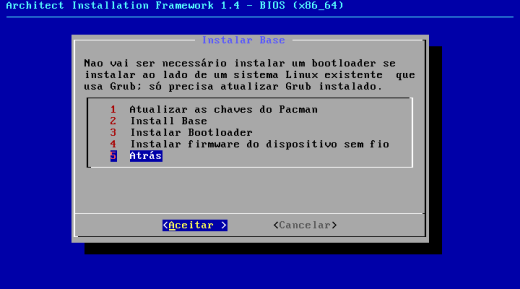 Architect Installation Framework 1.4 - BIOS (x86_64)
Instalar Base
Nao vai ser necessário instalar um bootloader se
instalar ao lado de um sistema Linux existente  que
usa Grub; só precisa atualizar Grub instalado.
1 Atualizar as chaves do Pacman
2 Install Base
3 Instalar Bootloader
4 Instalar firmware do dispositivo sem fio
5 Atrás
<Aceitar > <Cancelar>